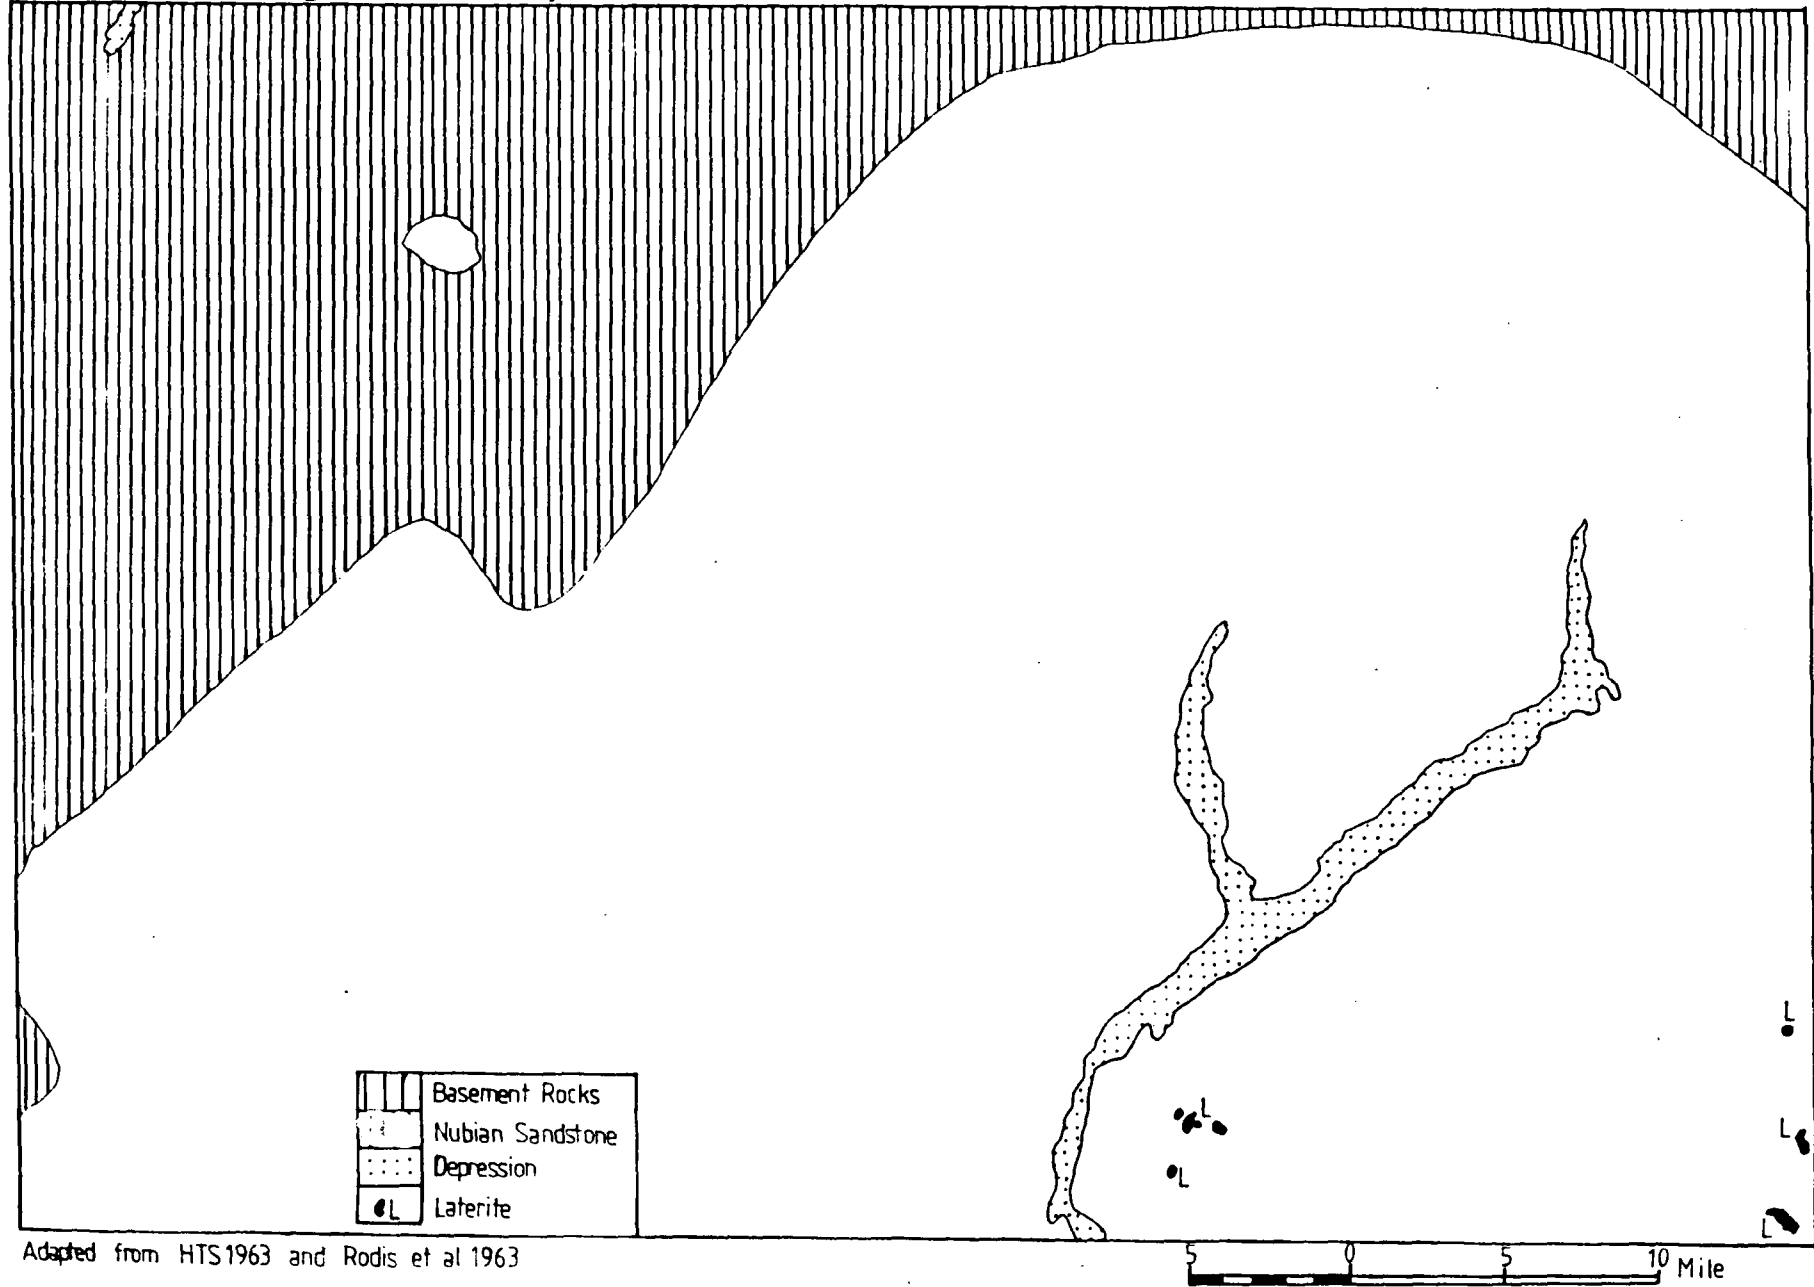 L
L
L
L
L
Basement Rocks
Nubian Sandstone
Depression
L Laterite
Adapted from HTS 1963 and Rodis et al 1963
5 0 5 10 Mile